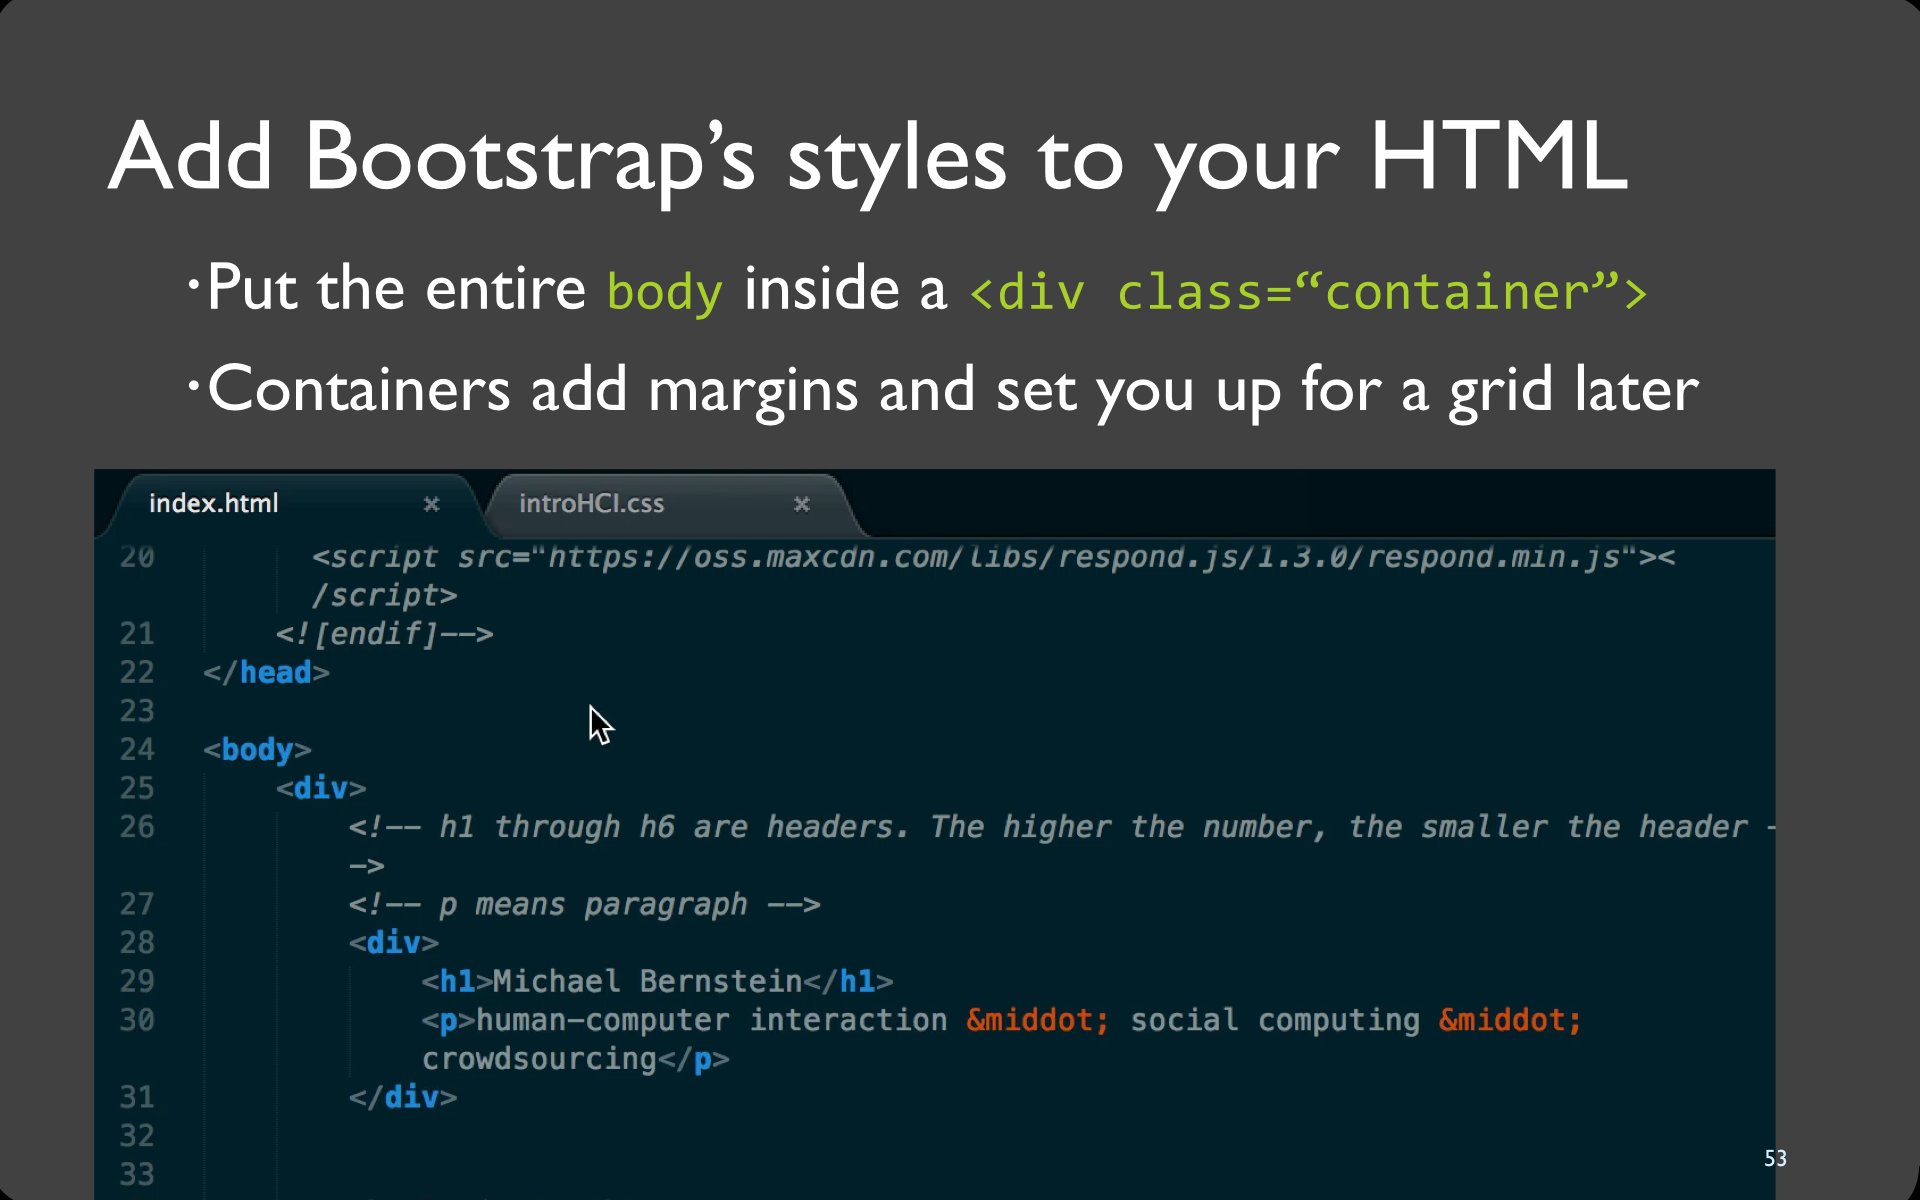 Add Bootstrap’s styles to your HTML
·Put the entire body inside a <div class=“container”>
·Containers add margins and set you up for a grid later
index.html × introHCI.css ×
20 <script src="https://oss.maxcdn.com/libs/respond.js/1.3.0/respond.min.js"><
/script>
21 <![endif]-->
22 </head>
23
24 <body>
25 <div>
26 <!-- h1 through h6 are headers. The higher the number, the smaller the header -
->
27 <!-- p means paragraph -->
28 <div>
29 <h1>Michael Bernstein</h1>
30 <p>human-computer interaction &middot; social computing &middot;
crowdsourcing</p>
31 </div>
32
33
53